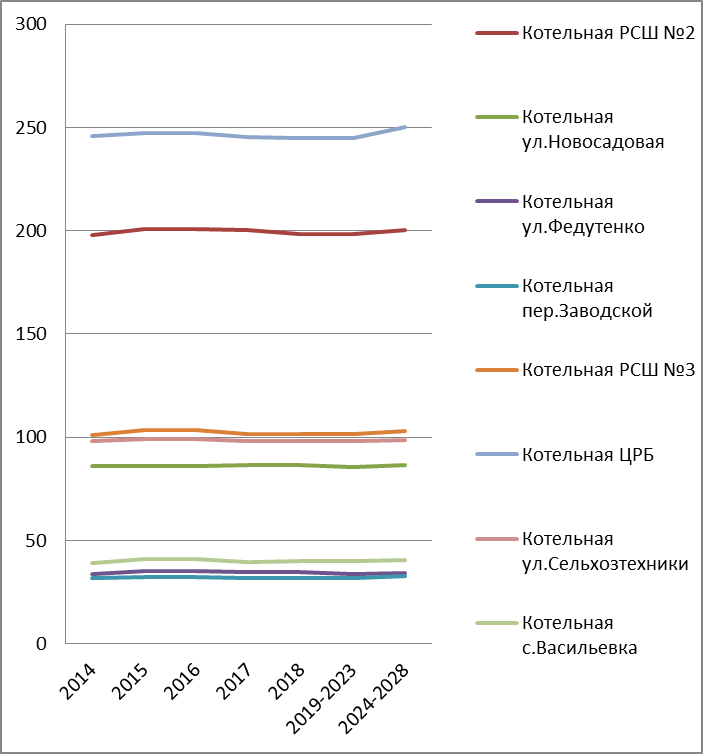 300
250
200
150
100
50
0
2014
2015
2016
2017
2018
2019-2023
2024-2028
Котельная РСШ №2
Котельная
ул.Новосадовая
Котельная
ул.Федутенко
Котельная
пер.Заводской
Котельная РСШ №3
Котельная ЦРБ
Котельная
ул.Сельхозтехники
Котельная
с.Васильевка